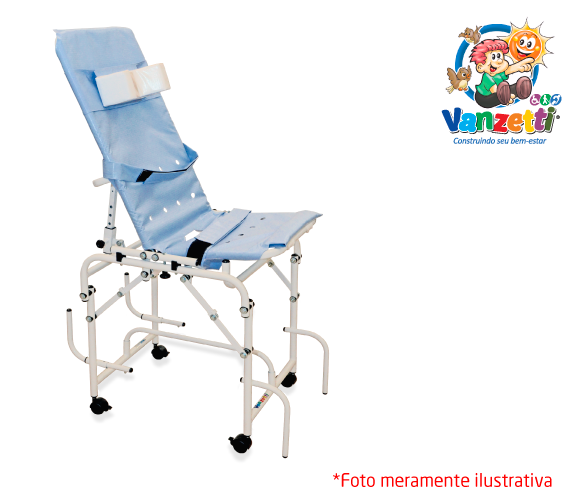 Vanzetti
Construindo seu bem-estar
*Foto meramente ilustrativa